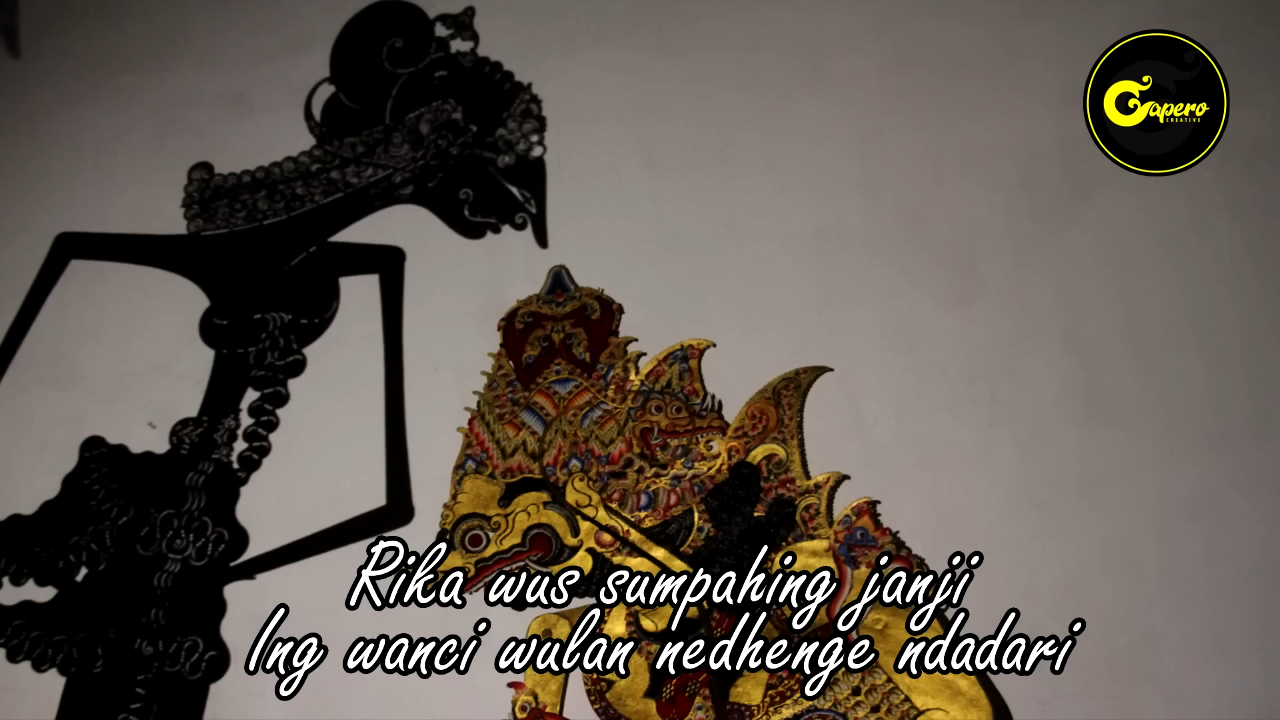 Gapero
CREATIVE
Rika wus sumpahing janji
Ing wanci wulan nedhenge ndadari